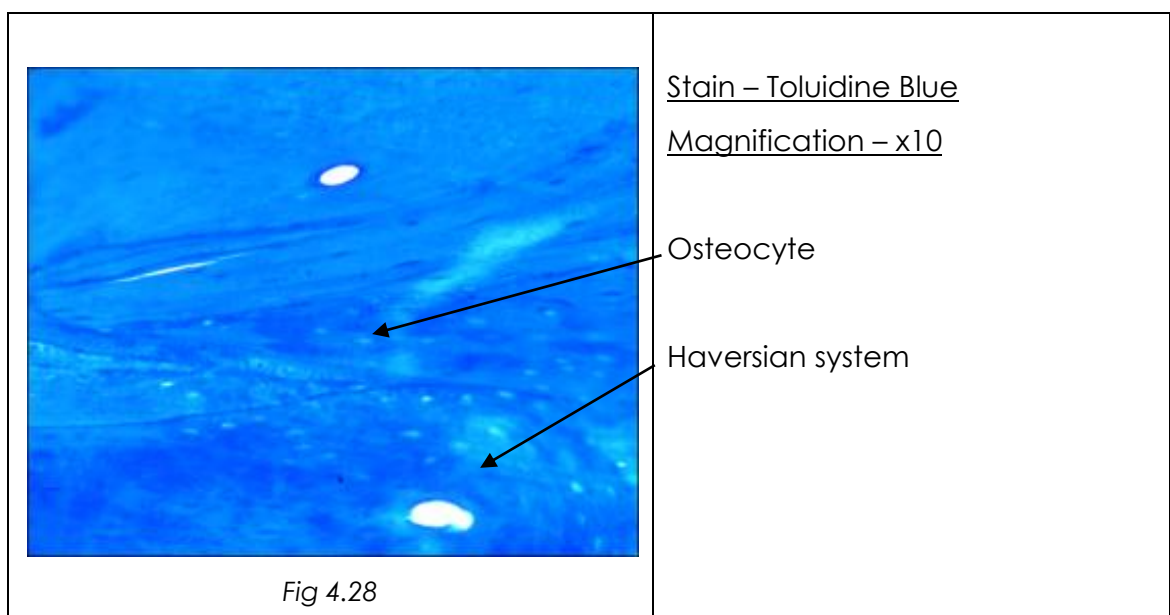 Stain – Toluidine Blue
Magnification – x10
Osteocyte
Haversian system
Fig 4.28